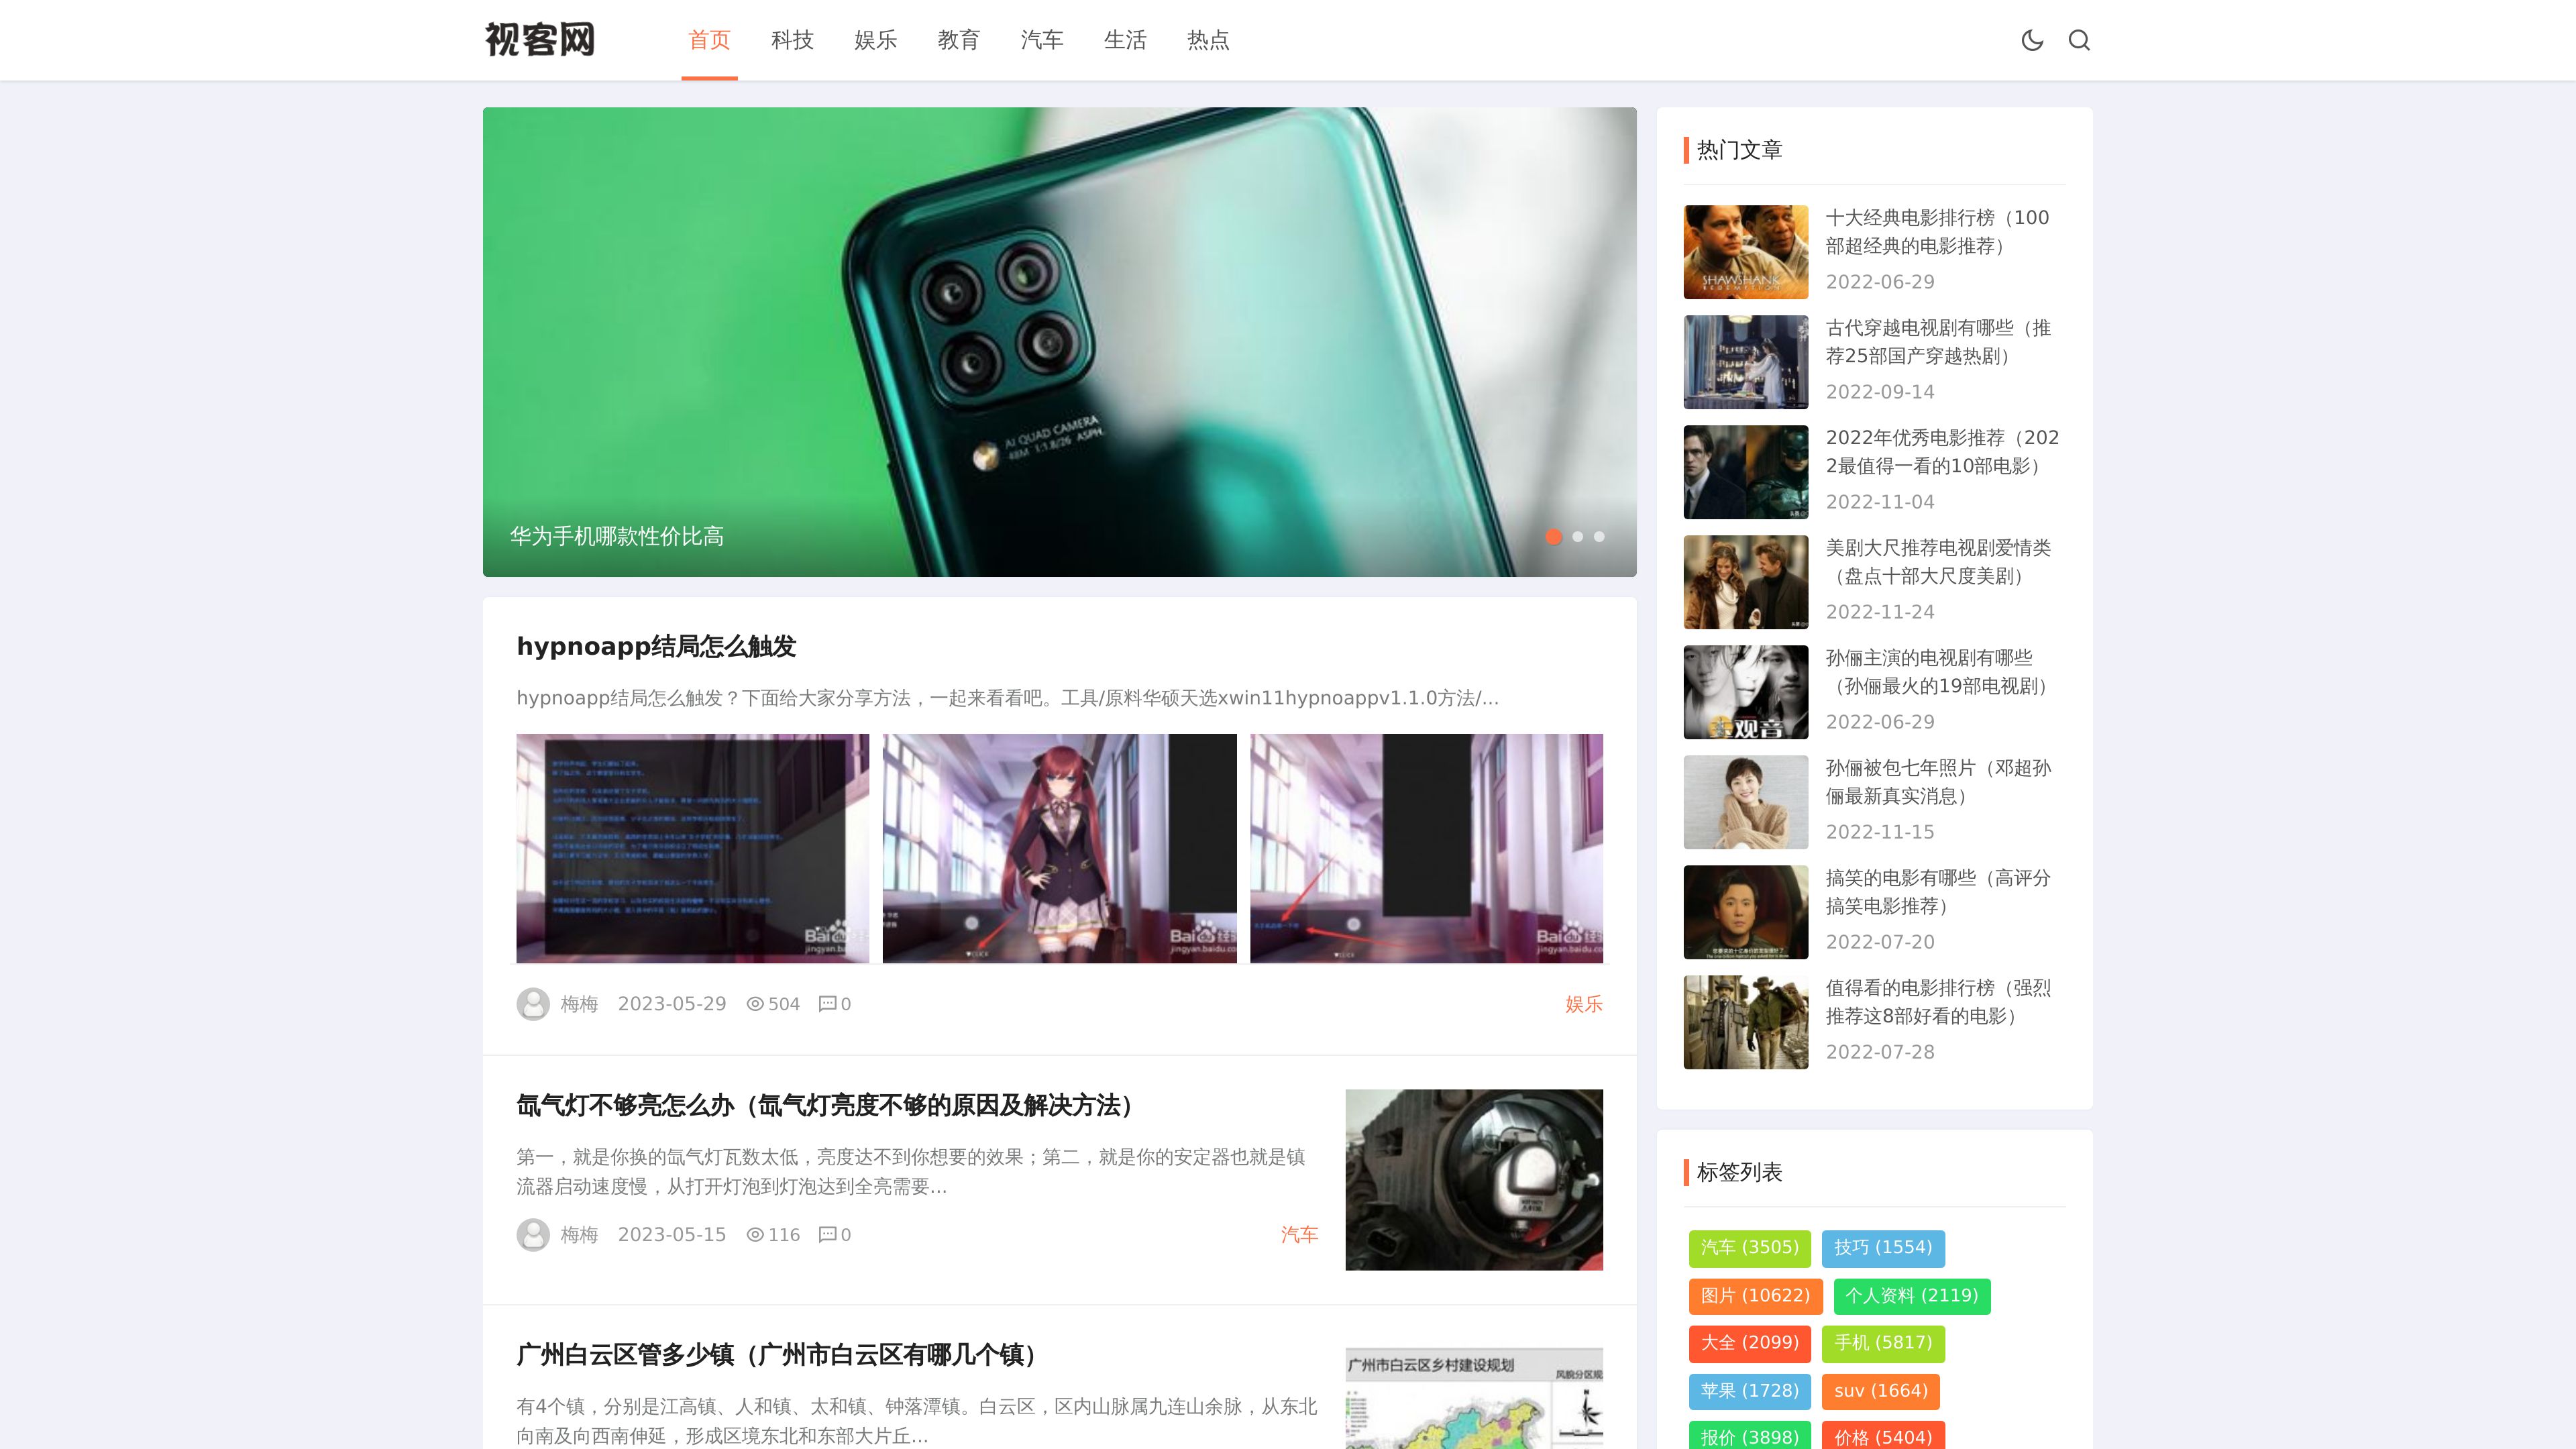 视客网
首页
科技
娱乐
教育
汽车
生活
热点
AI QUAD CAMERA
48M 1:1.8/26 ASPH.
华为手机哪款性价比高
hypnoapp结局怎么触发
hypnoapp结局怎么触发？下面给大家分享方法，一起来看看吧。工具/原料华硕天选xwin11hypnoappv1.1.0方法/...
jingyan.baidu.com
jingyan.baidu.co
jingyan.baidu.co
梅梅 2023-05-29 504 0
娱乐
氙气灯不够亮怎么办（氙气灯亮度不够的原因及解决方法）
第一，就是你换的氙气灯瓦数太低，亮度达不到你想要的效果；第二，就是你的安定器也就是镇
流器启动速度慢，从打开灯泡到灯泡达到全亮需要...
梅梅 2023-05-15 116 0
汽车
广州白云区管多少镇（广州市白云区有哪几个镇）
有4个镇，分别是江高镇、人和镇、太和镇、钟落潭镇。白云区，区内山脉属九连山余脉，从东北
向南及向西南伸延，形成区境东北和东部大片丘...
广州市白云区乡村建设规划
风貌分区规
热门文章
SHAWSHANK
十大经典电影排行榜（100
部超经典的电影推荐）
2022-06-29
古代穿越电视剧有哪些（推
荐25部国产穿越热剧）
2022-09-14
2022年优秀电影推荐（202
2最值得一看的10部电影）
2022-11-04
美剧大尺推荐电视剧爱情类
（盘点十部大尺度美剧）
2022-11-24
观音
孙俪主演的电视剧有哪些
（孙俪最火的19部电视剧）
2022-06-29
孙俪被包七年照片（邓超孙
俪最新真实消息）
2022-11-15
搞笑的电影有哪些（高评分
搞笑电影推荐）
2022-07-20
值得看的电影排行榜（强烈
推荐这8部好看的电影）
2022-07-28
标签列表
汽车 (3505)
技巧 (1554)
图片 (10622)
个人资料 (2119)
大全 (2099)
手机 (5817)
苹果 (1728)
suv (1664)
报价 (3898)
价格 (5404)